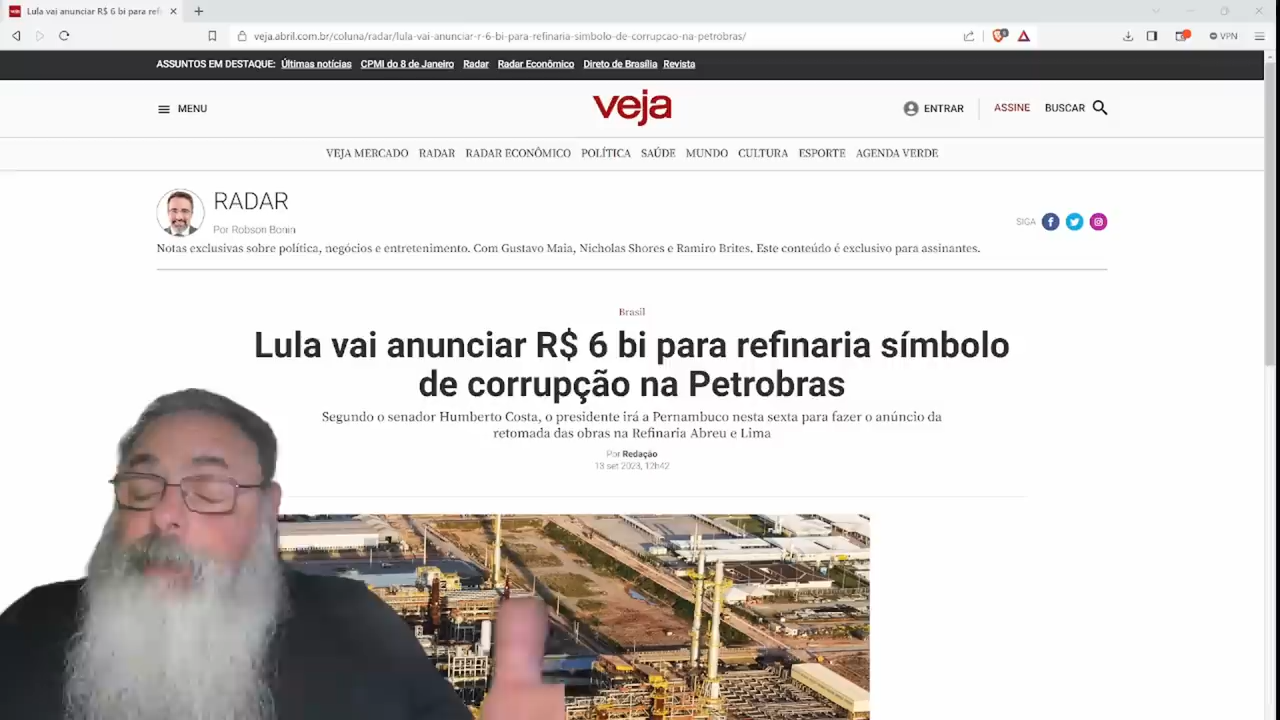 Lula vai anunciar R$ 6 bi para refi
veja.abril.com.br/coluna/radar/lula-vai-anunciar-r-6-bi-para-refinaria-simbolo-de-corrupcao-na-petrobras/
VPN
ASSUNTOS EM DESTAQUE: Últimas notícias CPMI do 8 de Janeiro Radar Radar Econômico Direto de Brasília Revista
MENU
veja
ENTRAR
ASSINE
BUSCAR
VEJA MERCADO RADAR RADAR ECONÔMICO POLÍTICA SAÚDE MUNDO CULTURA ESPORTE AGENDA VERDE
RADAR
Por Robson Bonin
SIGA
Notas exclusivas sobre política, negócios e entretenimento. Com Gustavo Maia, Nicholas Shores e Ramiro Brites. Este conteúdo é exclusivo para assinantes.
Brasil
Lula vai anunciar R$ 6 bi para refinaria símbolo
de corrupção na Petrobras
Segundo o senador Humberto Costa, o presidente irá a Pernambuco nesta sexta para fazer o anúncio da
retomada das obras na Refinaria Abreu e Lima
Por Redação
13 set 2023, 12h42